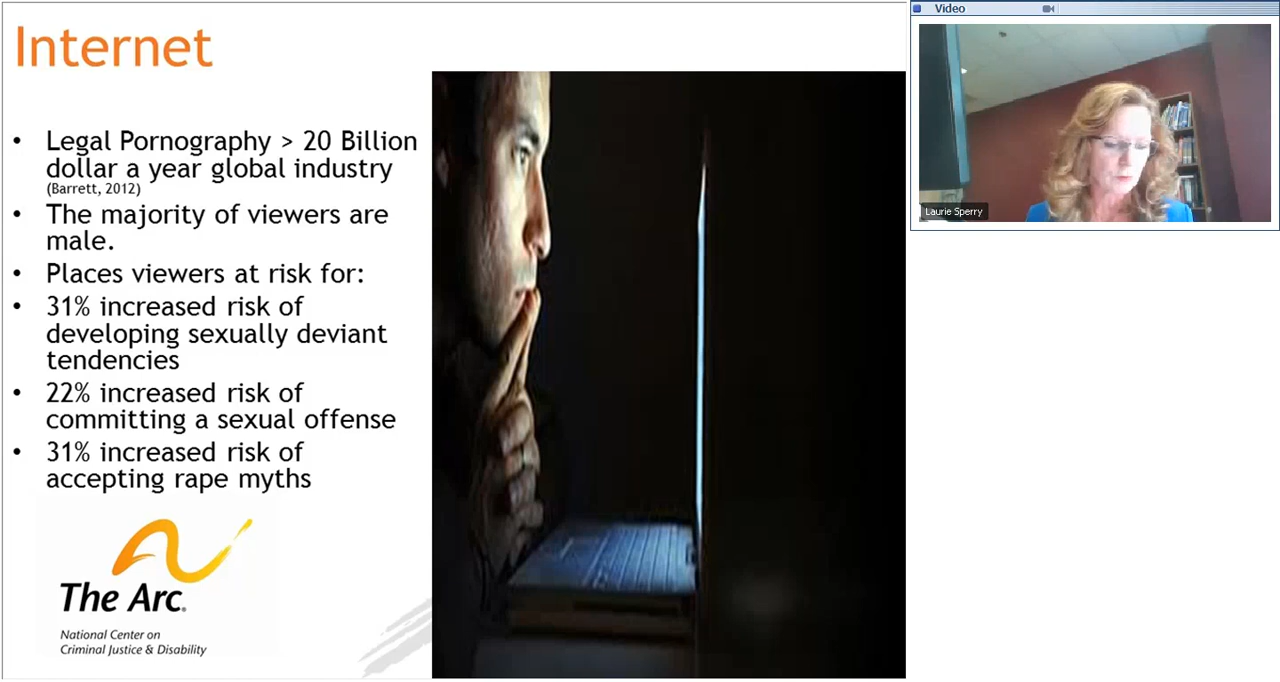 Internet
• Legal Pornography > 20 Billion
dollar a year global industry
(Barrett, 2012)
• The majority of viewers are
male.
• Places viewers at risk for:
• 31% increased risk of
developing sexually deviant
tendencies
• 22% increased risk of
committing a sexual offense
• 31% increased risk of
accepting rape myths
The Arc.
National Center on
Criminal Justice & Disability
Video
Laurie Sperry